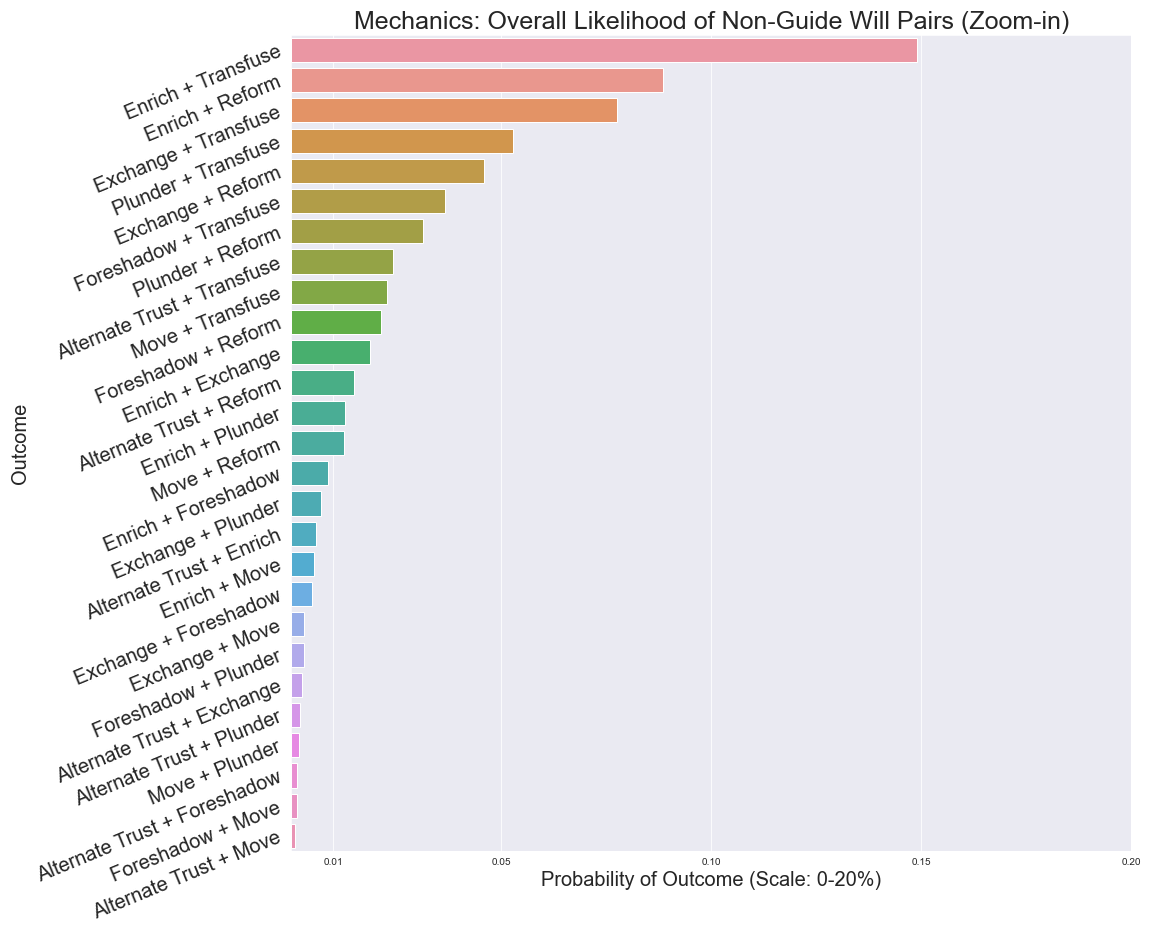 Mechanics: Overall Likelihood of Non-Guide Will Pairs (Zoom-in)
Enrich + Transfuse
Enrich + Reform
Exchange + Transfuse
Plunder + Transfuse
Exchange + Reform
Foreshadow + Transfuse
Plunder + Reform
Alternate Trust + Transfuse
Move + Transfuse
Foreshadow + Reform
Enrich + Exchange
Alternate Trust + Reform
Enrich + Plunder
Move + Reform
Enrich + Foreshadow
Exchange + Plunder
Alternate Trust + Enrich
Enrich + Move
Exchange + Foreshadow
Exchange + Move
Foreshadow + Plunder
Alternate Trust + Exchange
Alternate Trust + Plunder
Move + Plunder
Alternate Trust + Foreshadow
Foreshadow + Move
Alternate Trust + Move
Outcome
0.01 0.05 0.10 0.15 0.20
Probability of Outcome (Scale: 0-20%)